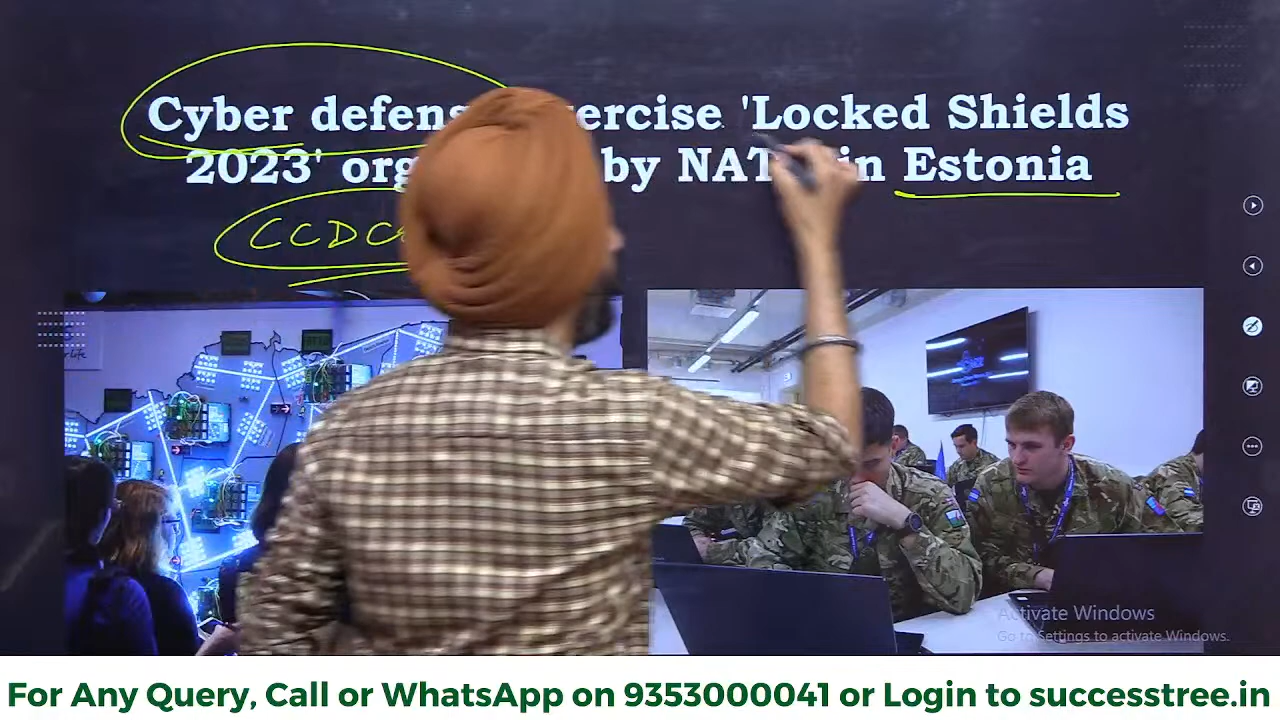 Cyber defens ercise 'Locked Shields
2023' org by NAT in Estonia
CCDC
Activate Windows
Go to Settings to activate Windows.
For Any Query, Call or WhatsApp on 9353000041 or Login to successtree.in